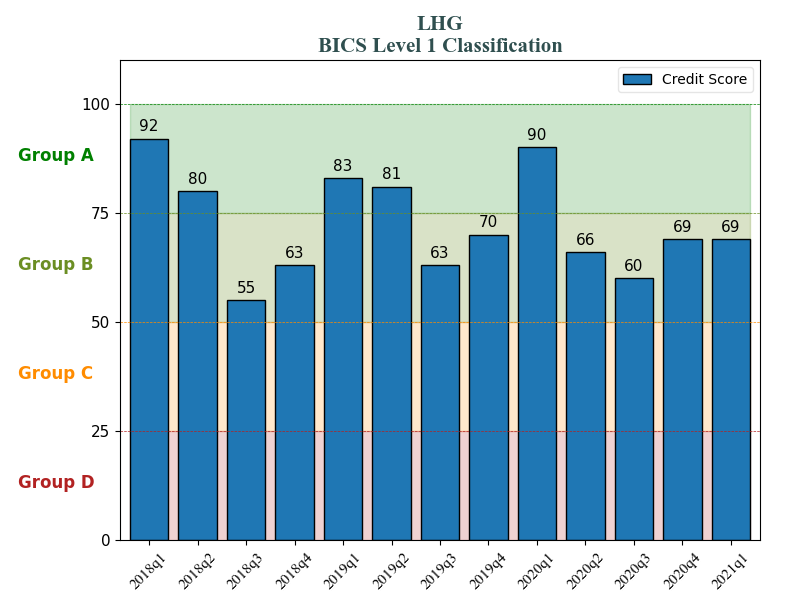 LHG
BICS Level 1 Classification
Credit Score
100
75
50
25
0
Group A
Group B
Group C
Group D
92
80
55
63
83
81
63
70
90
66
60
69
69
2018q1
2018q2
2018q3
2018q4
2019q1
2019q2
2019q3
2019q4
2020q1
2020q2
2020q3
2020q4
2021q1